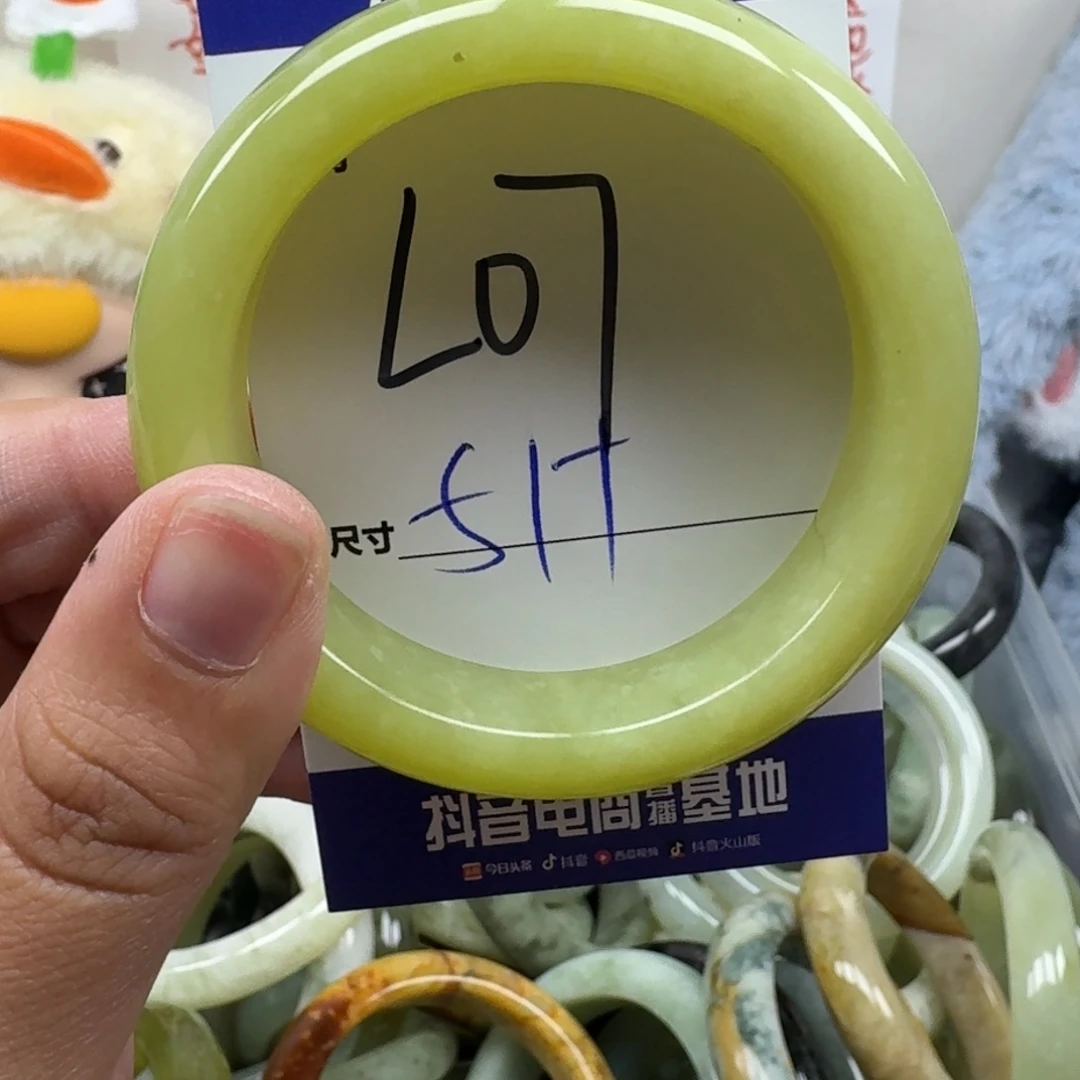 L07
尺寸 517
抖音电商直播基地
今日头条 抖音 西瓜视频 抖音火山版